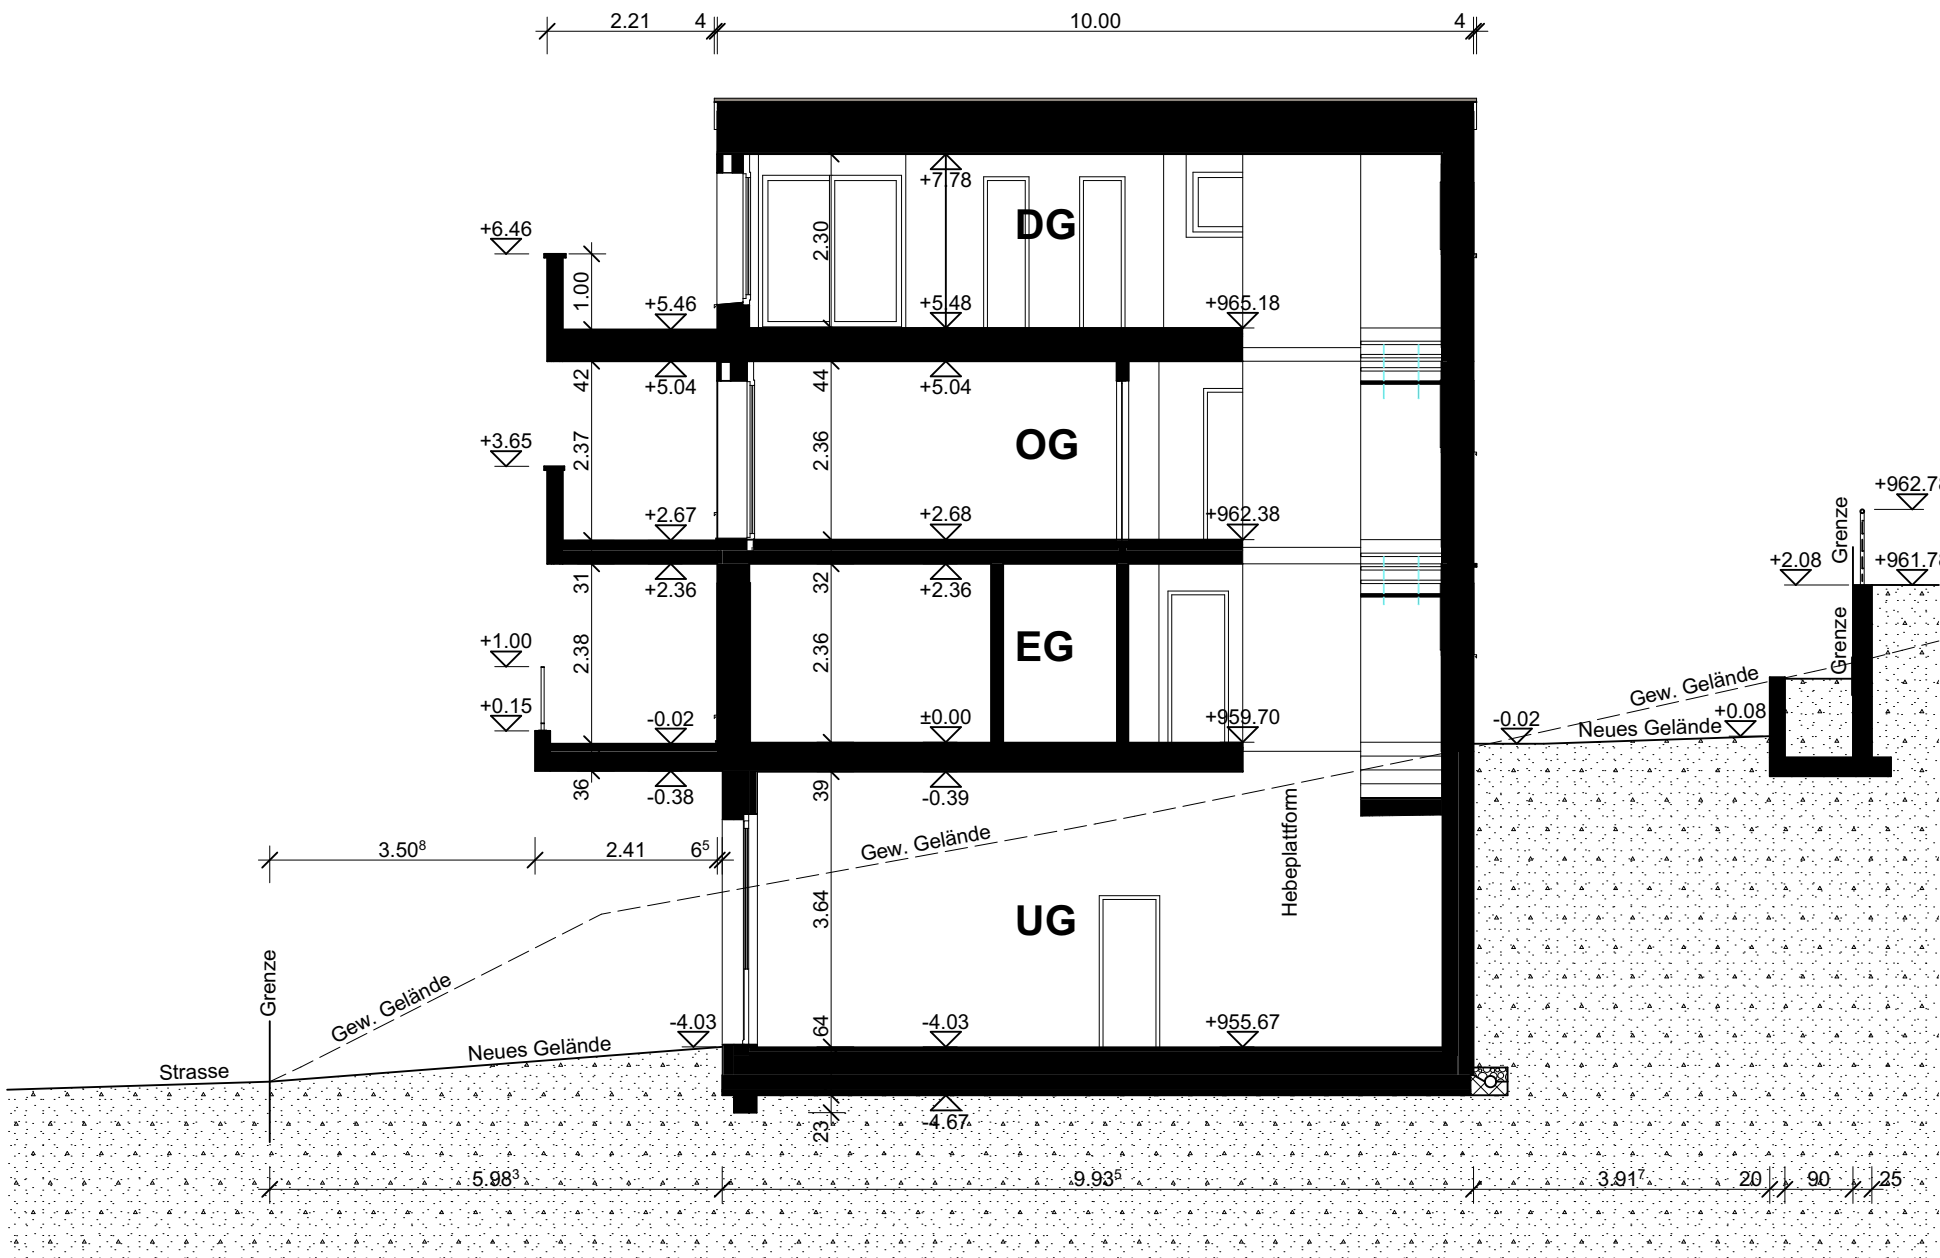 2.21 4 10.00 4
+7.78
DG
+6.46
2.30
1.00
+5.46 +5.48 +965.18
42 +5.04 44 +5.04
+3.65
2.37 2.36
OG
+2.67 +2.68 +962.38
+962.78
Grenze
+2.08 +961.78
31 +2.36 32 +2.36
+1.00
2.38 2.36
EG
Grenze
Gew. Gelände
+0.15 -0.02 ±0.00 +959.70 -0.02 Neues Gelände +0.08
36 -0.38 39 -0.39
Hebeplattform
3.50⁸ 2.41 6⁵
Gew. Gelände
3.64
UG
Grenze
Gew. Gelände
-4.03 64 -4.03 +955.67
Strasse
Neues Gelände
23 -4.67
5.98³ 9.93⁵ 3.91⁷ 20 90 25